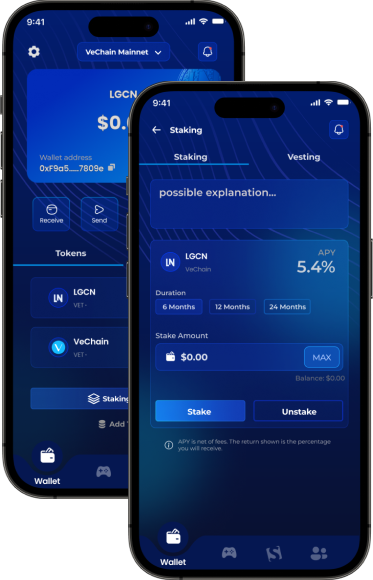 9:41
VeChain Mainnet
LGCN
$0.
Wallet address
0xF9a5.....7809e
Receive
Send
Tokens
LGCN
VET -
VeChain
VET -
Staking
Add
Wallet
9:41
Staking
Staking
Vesting
possible explanation...
LGCN
VeChain
APY
5.4%
Duration
6 Months
12 Months
24 Months
Stake Amount
$0.00
MAX
Balance: $0.00
Stake
Unstake
APY is net of fees. The return shown is the percentage
you will receive.
Wallet